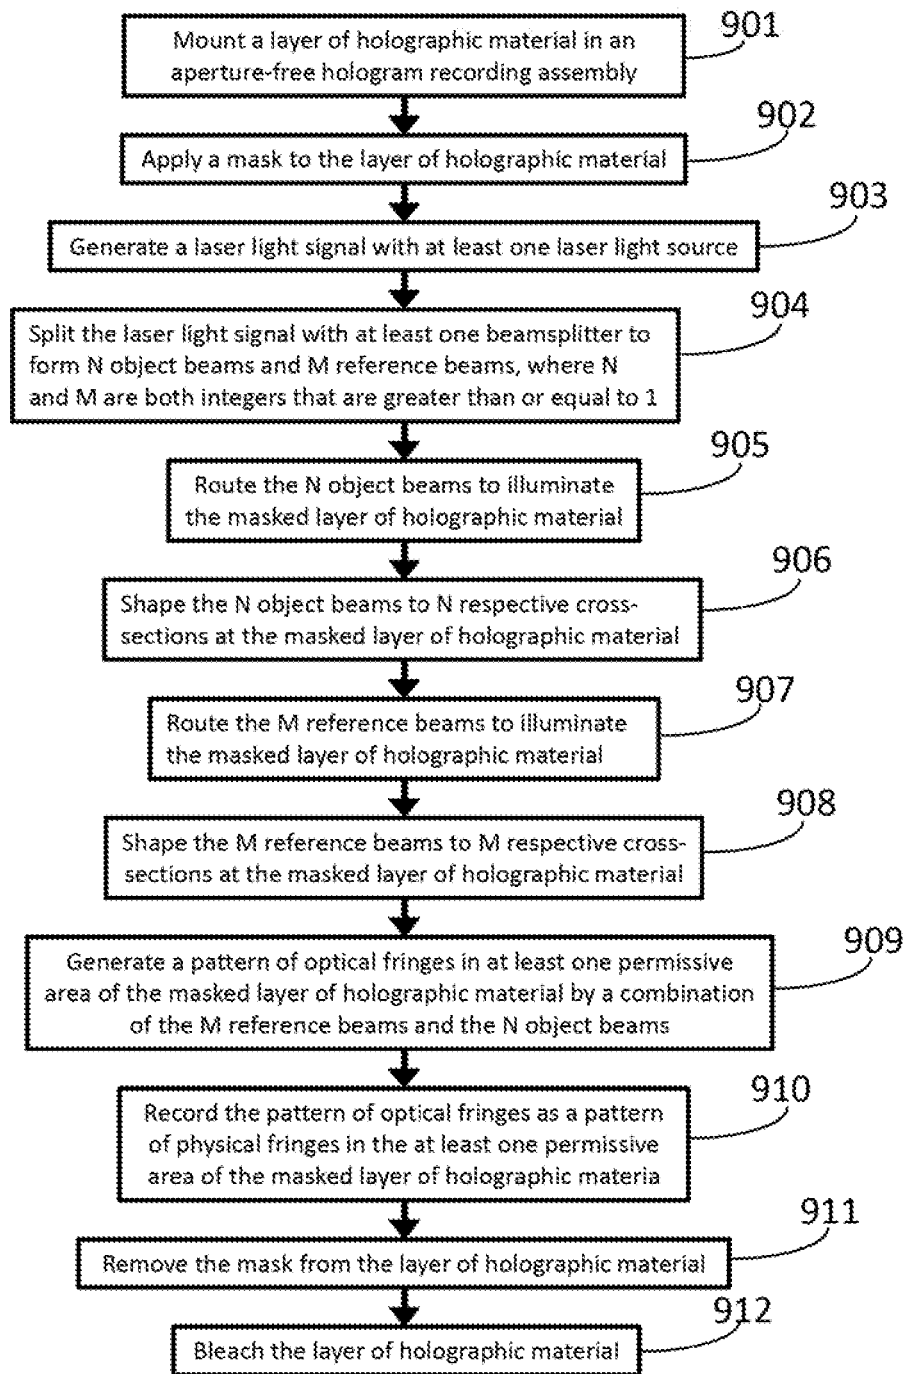 901
Mount a layer of holographic material in an
aperture-free hologram recording assembly
902
Apply a mask to the layer of holographic material
903
Generate a laser light signal with at least one laser light source
904
Split the laser light signal with at least one beamsplitter to
form N object beams and M reference beams, where N
and M are both integers that are greater than or equal to 1
905
Route the N object beams to illuminate
the masked layer of holographic material
906
Shape the N object beams to N respective cross-
sections at the masked layer of holographic material
907
Route the M reference beams to illuminate
the masked layer of holographic material
908
Shape the M reference beams to M respective cross-
sections at the masked layer of holographic material
909
Generate a pattern of optical fringes in at least one permissive
area of the masked layer of holographic material by a combination
of the M reference beams and the N object beams
910
Record the pattern of optical fringes as a pattern
of physical fringes in the at least one permissive
area of the masked layer of holographic materia
911
Remove the mask from the layer of holographic material
912
Bleach the layer of holographic material